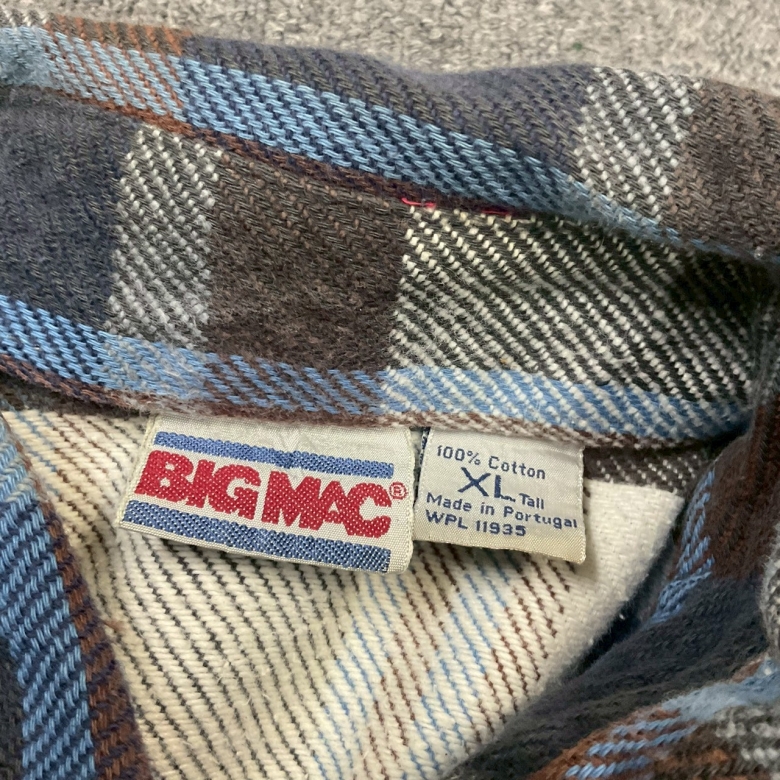 BIG MAC®
100% Cotton
XL Tall
Made in Portugal
WPL 11935